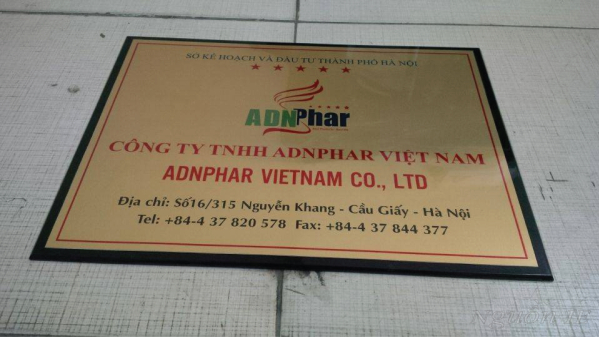 SỞ KẾ HOẠCH VÀ ĐẦU TƯ THÀNH PHỐ HÀ NỘI
ADNPhar
CÔNG TY TNHH ADNPHAR VIỆT NAM
ADNPHAR VIETNAM CO., LTD
Địa chỉ: Số16/315 Nguyễn Khang - Cầu Giấy - Hà Nội
Tel: +84-4 37 820 578 Fax: +84-4 37 844 377